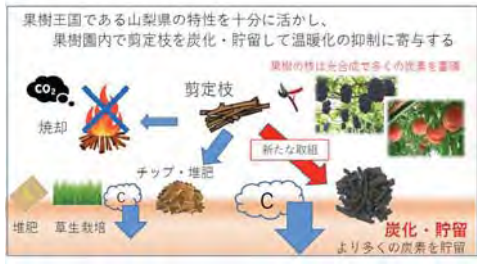 果樹王国である山梨県の特性を十分に活かし、
果樹園内で剪定枝を炭化・貯留して温暖化の抑制に寄与する
果樹の枝は光合成で多くの炭素を蓄積
CO₂
剪定枝
焼却
新たな取組
チップ・堆肥
C
C
堆肥
草生栽培
炭化・貯留
より多くの炭素を貯留